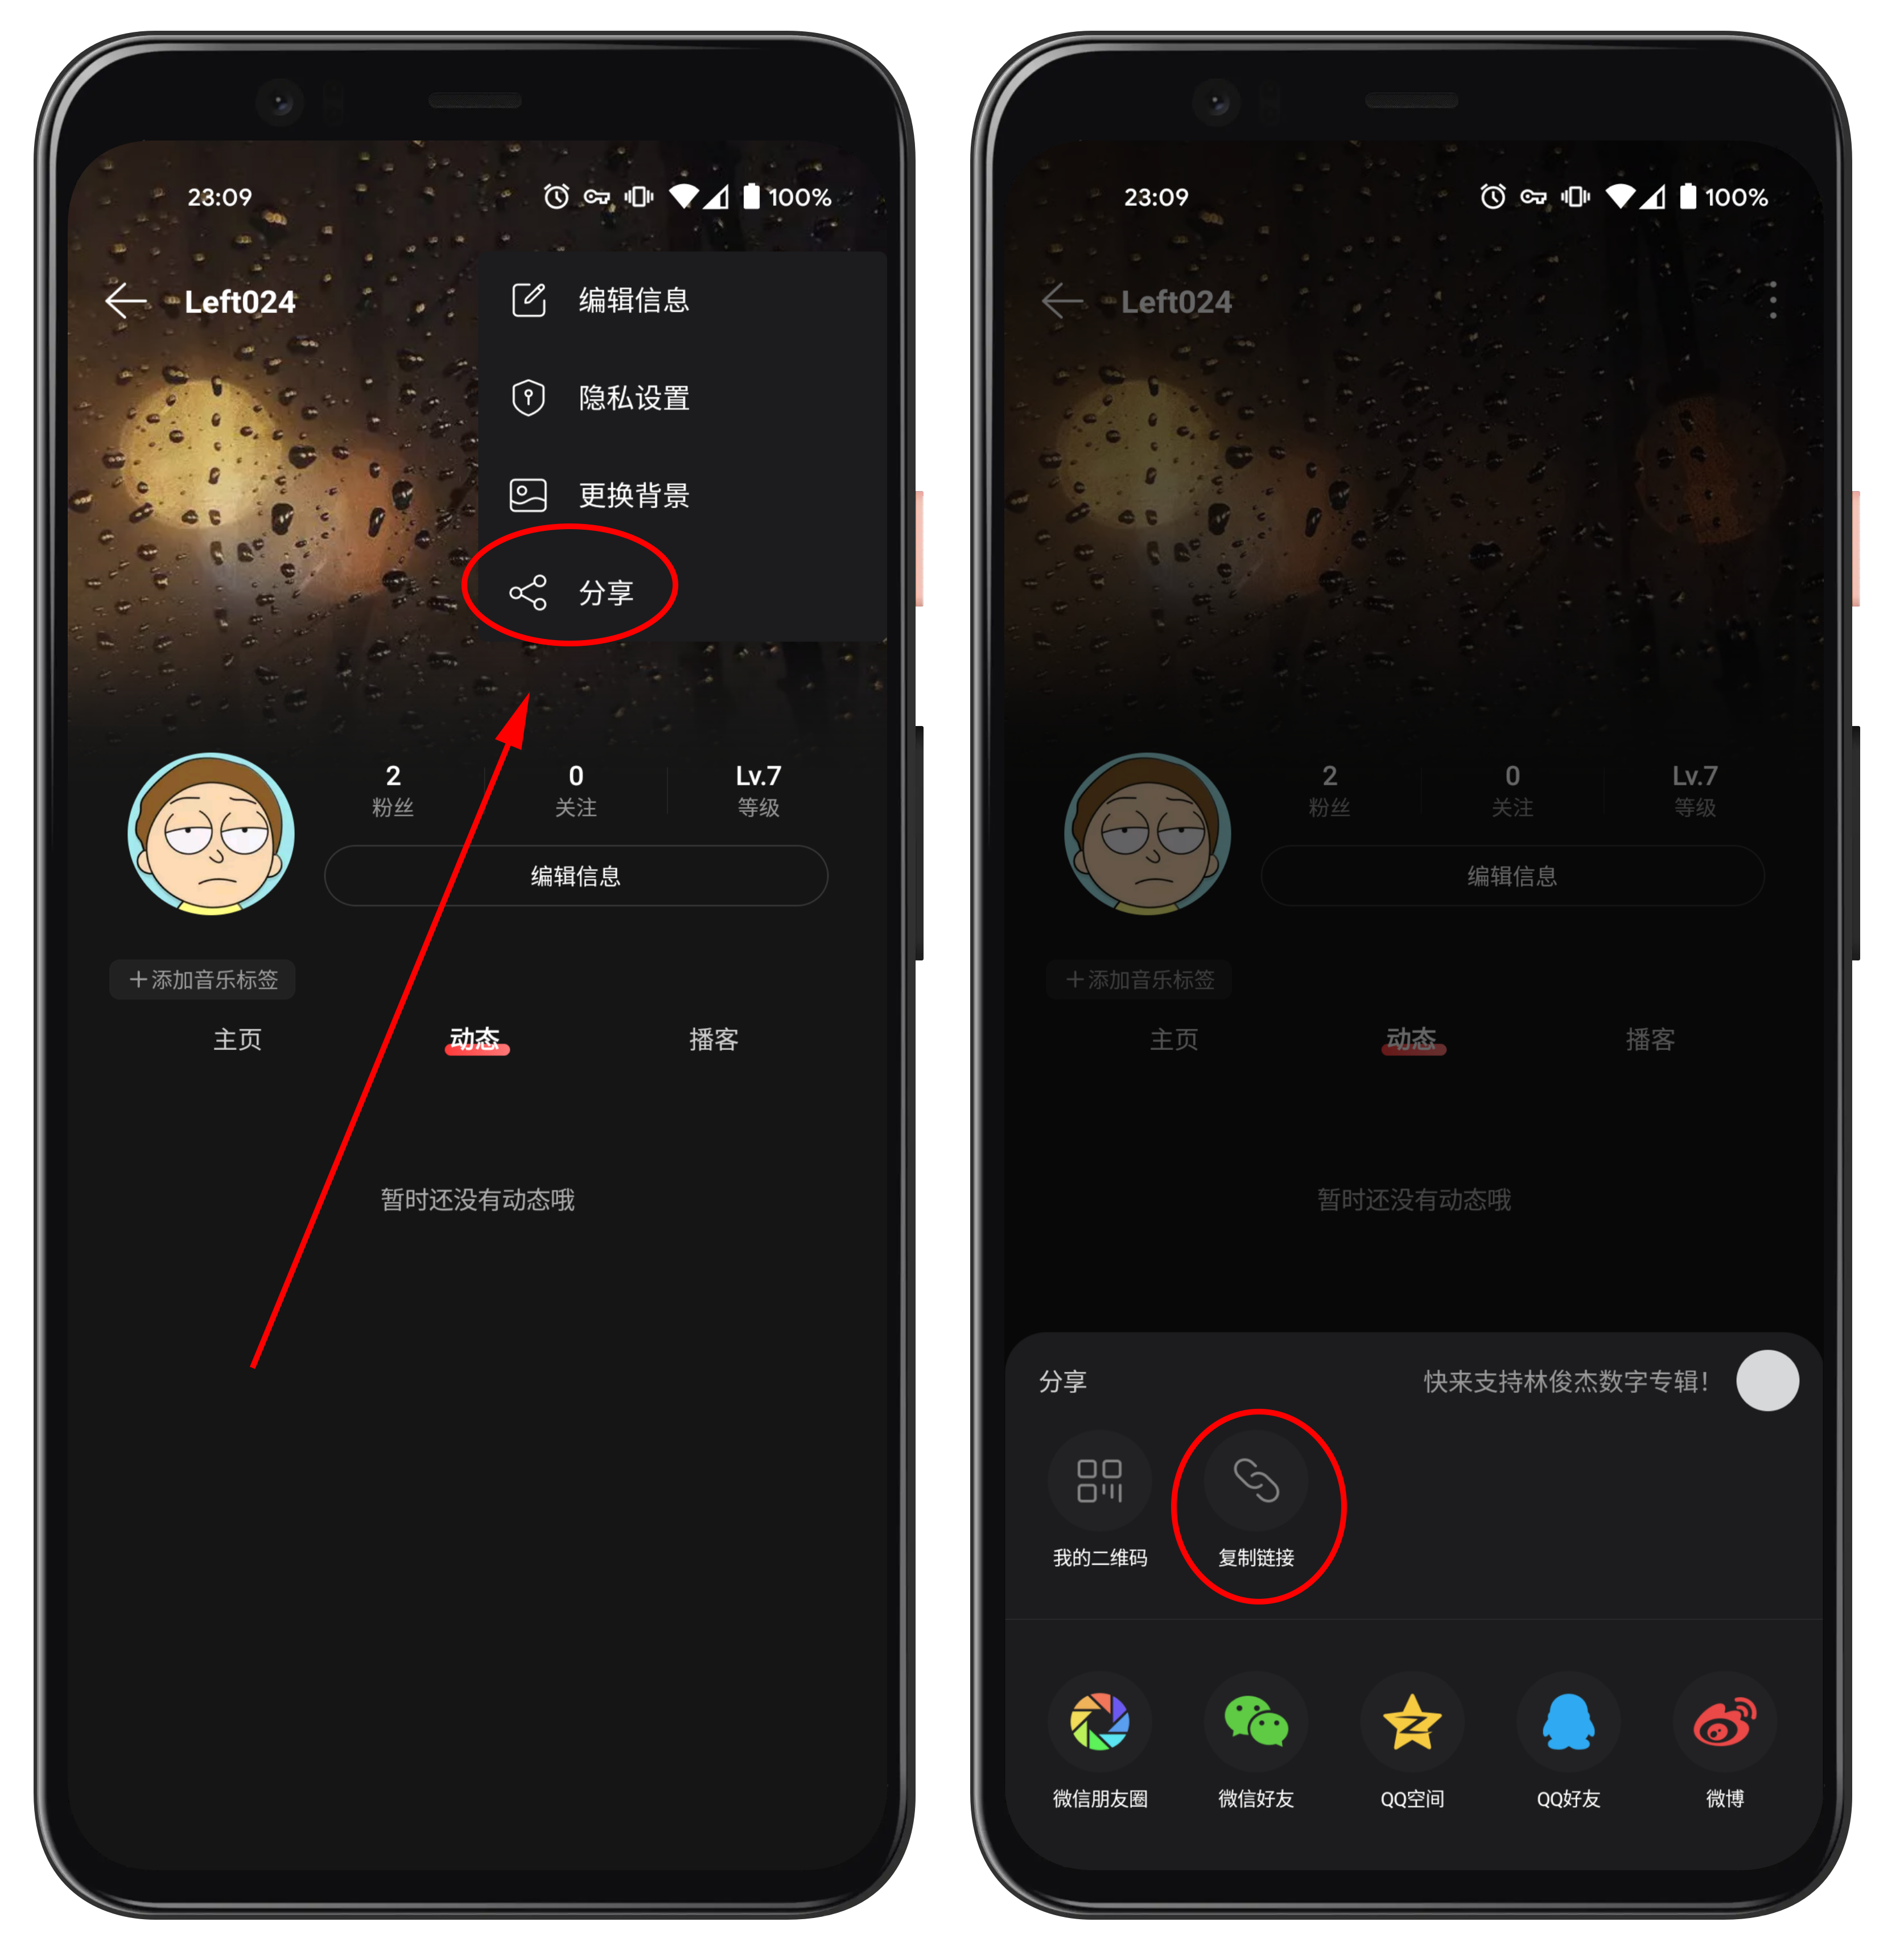 23:09
100%
Left024
编辑信息
隐私设置
更换背景
分享
2
0
Lv.7
粉丝
关注
等级
编辑信息
+添加音乐标签
主页
动态
播客
暂时还没有动态哦
23:09
100%
Left024
2
0
Lv.7
粉丝
关注
等级
编辑信息
+添加音乐标签
主页
动态
播客
暂时还没有动态哦
分享
快来支持林俊杰数字专辑!
我的二维码
复制链接
微信朋友圈
微信好友
QQ空间
QQ好友
微博